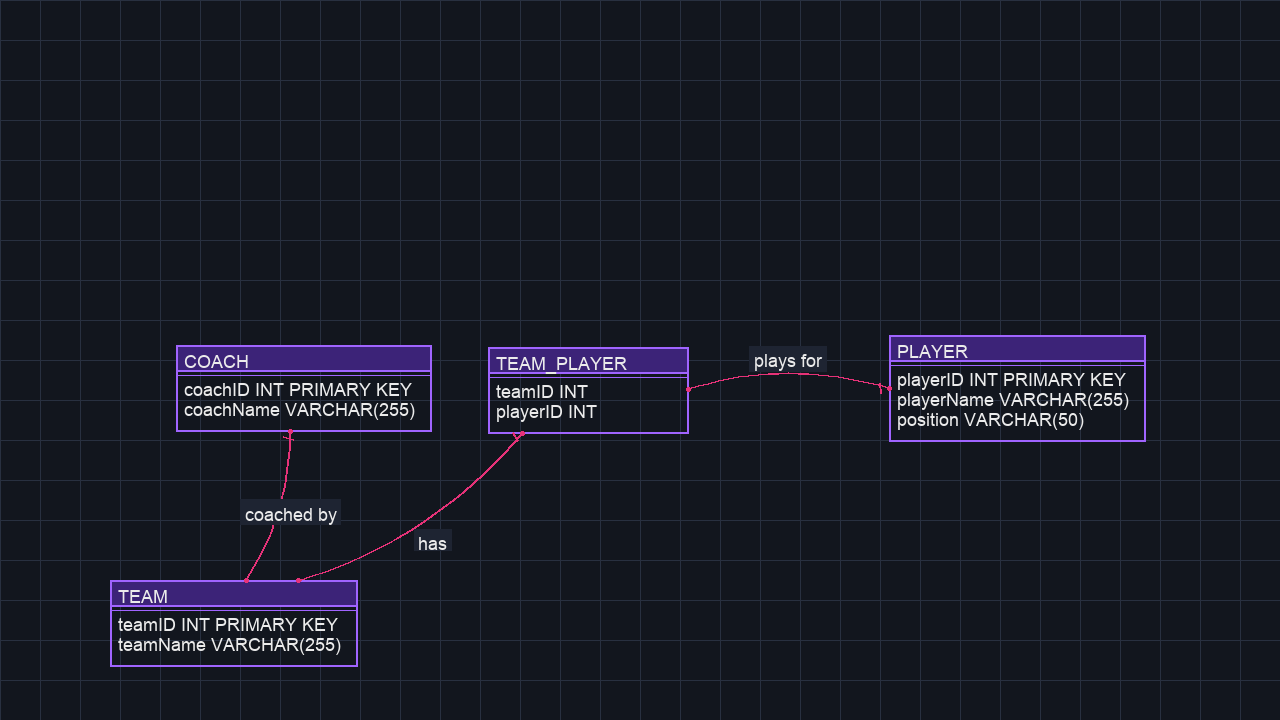 COACH
coachID INT PRIMARY KEY
coachName VARCHAR(255)
TEAM_PLAYER
teamID INT
playerID INT
plays for
PLAYER
playerID INT PRIMARY KEY
playerName VARCHAR(255)
position VARCHAR(50)
coached by
has
TEAM
teamID INT PRIMARY KEY
teamName VARCHAR(255)